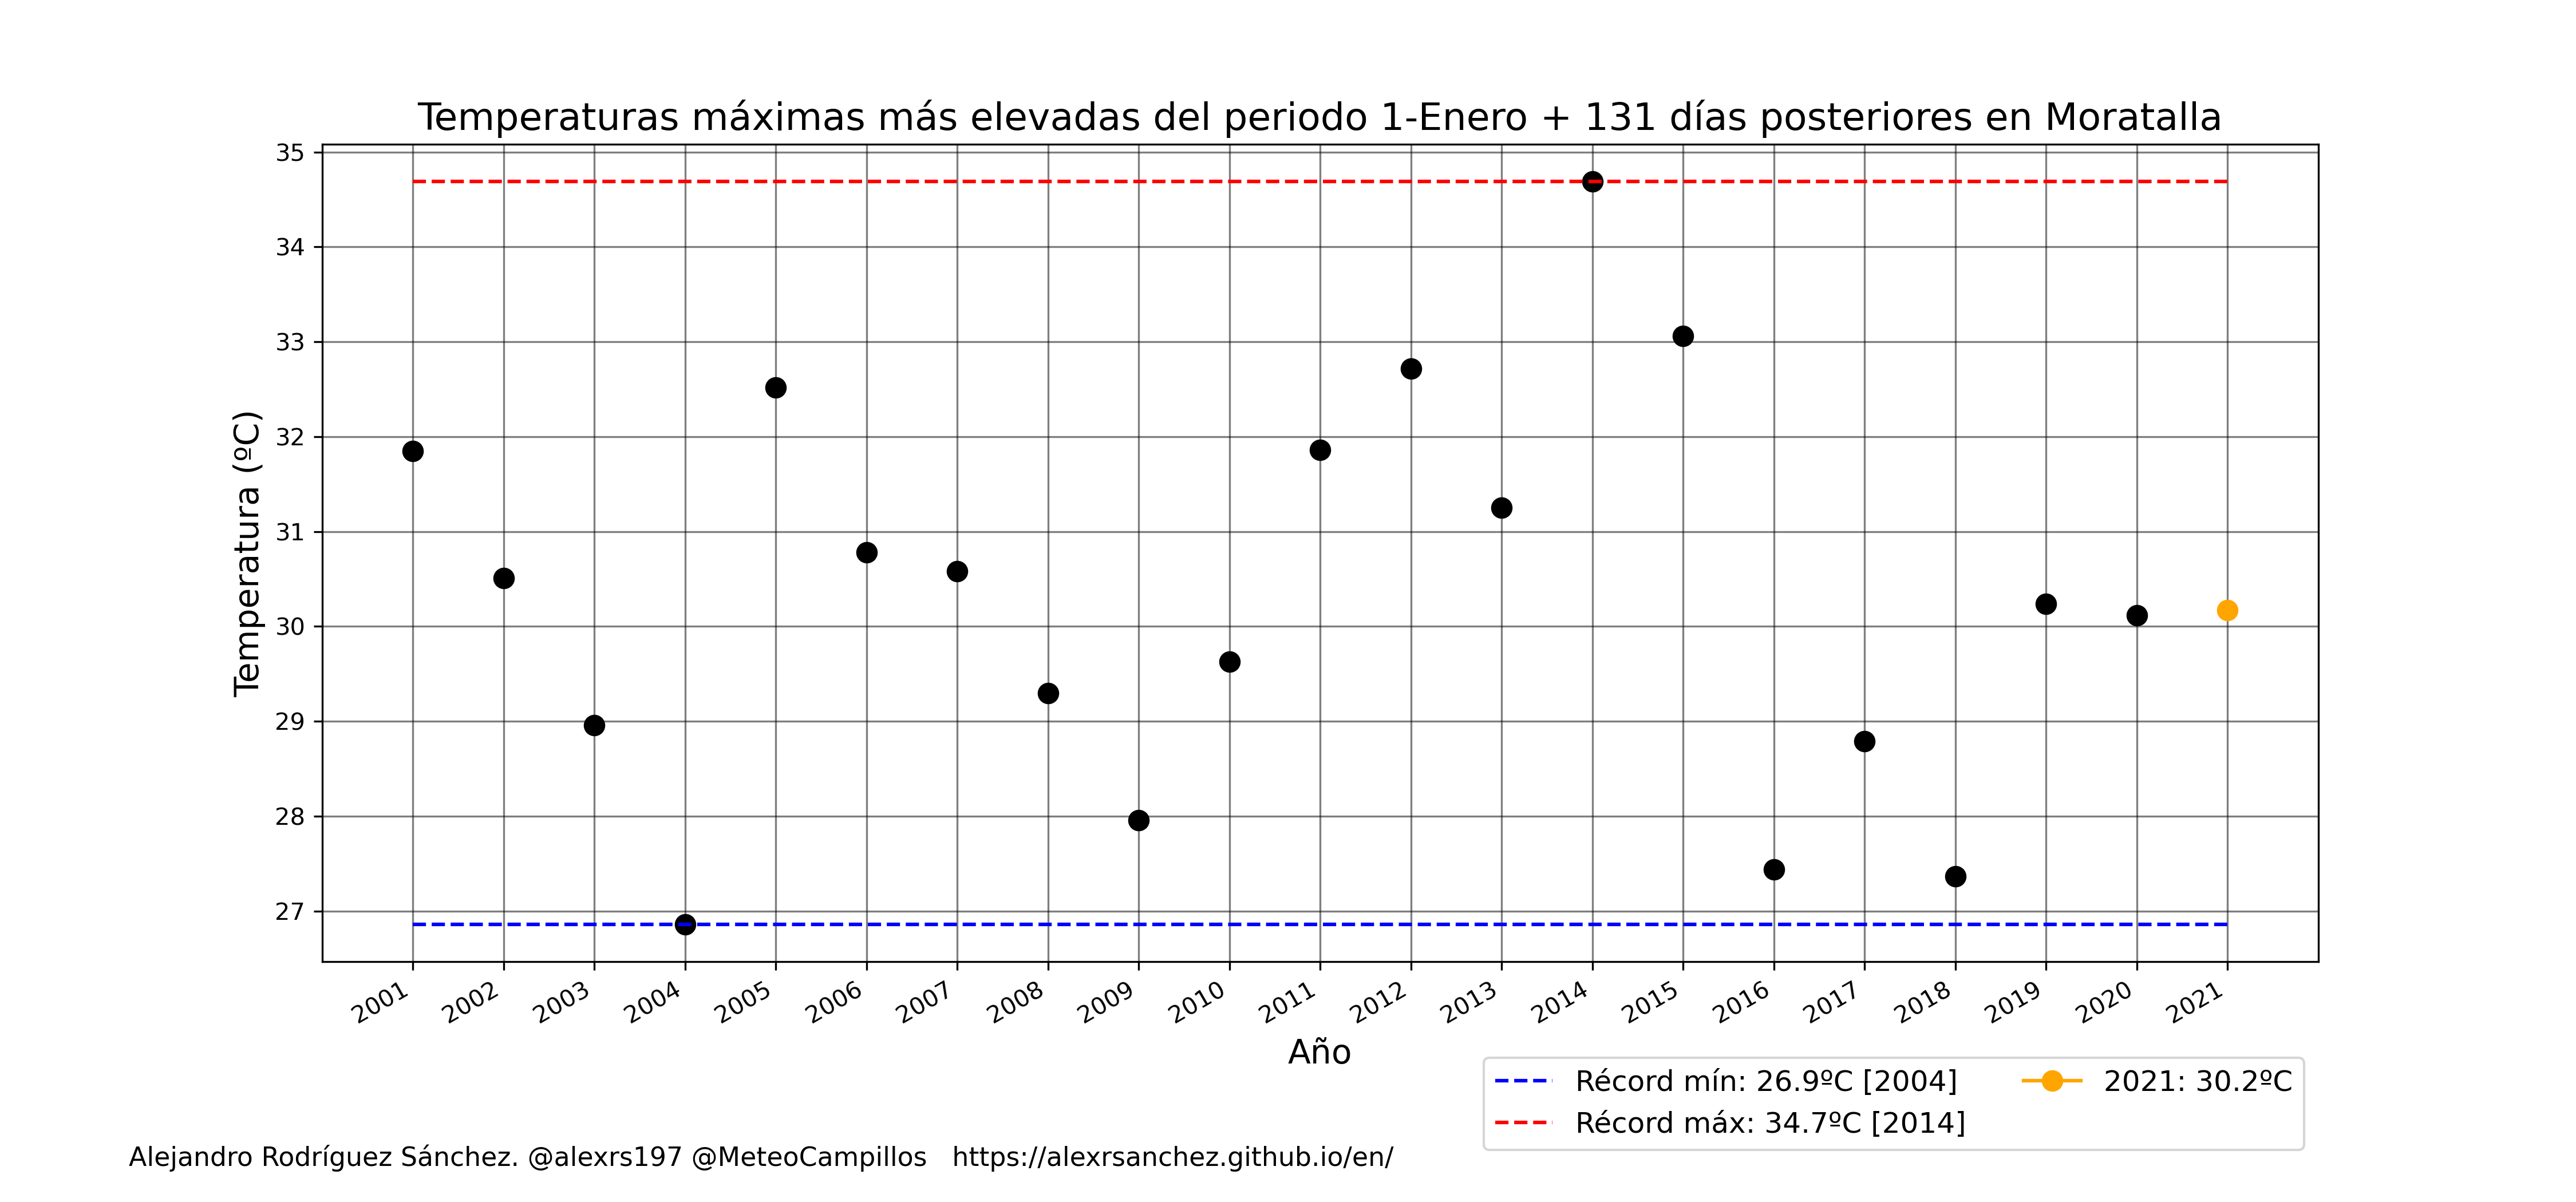 Temperaturas máximas más elevadas del periodo 1-Enero + 131 días posteriores en Moratalla
Temperatura (ºC)
35
34
33
32
31
30
29
28
27
2001 2002 2003 2004 2005 2006 2007 2008 2009 2010 2011 2012 2013 2014 2015 2016 2017 2018 2019 2020 2021
Año
Récord mín: 26.9ºC [2004]
Récord máx: 34.7ºC [2014]
2021: 30.2ºC
Alejandro Rodríguez Sánchez. @alexrs197 @MeteoCampillos https://alexrsanchez.github.io/en/